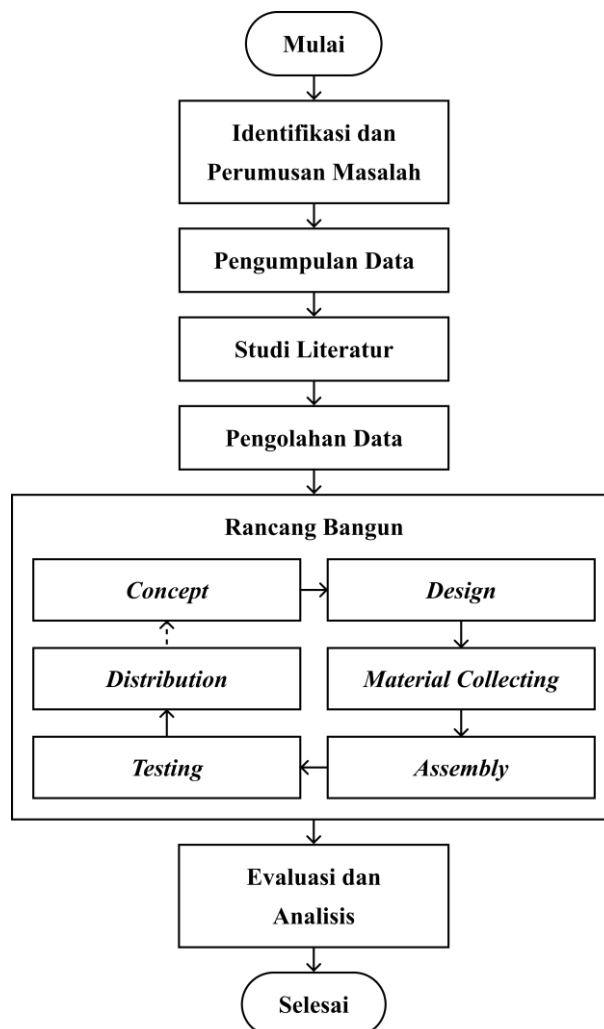 Mulai
Identifikasi dan
Perumusan Masalah
Pengumpulan Data
Studi Literatur
Pengolahan Data
Rancang Bangun
Concept
Design
Distribution
Material Collecting
Testing
Assembly
Evaluasi dan
Analisis
Selesai